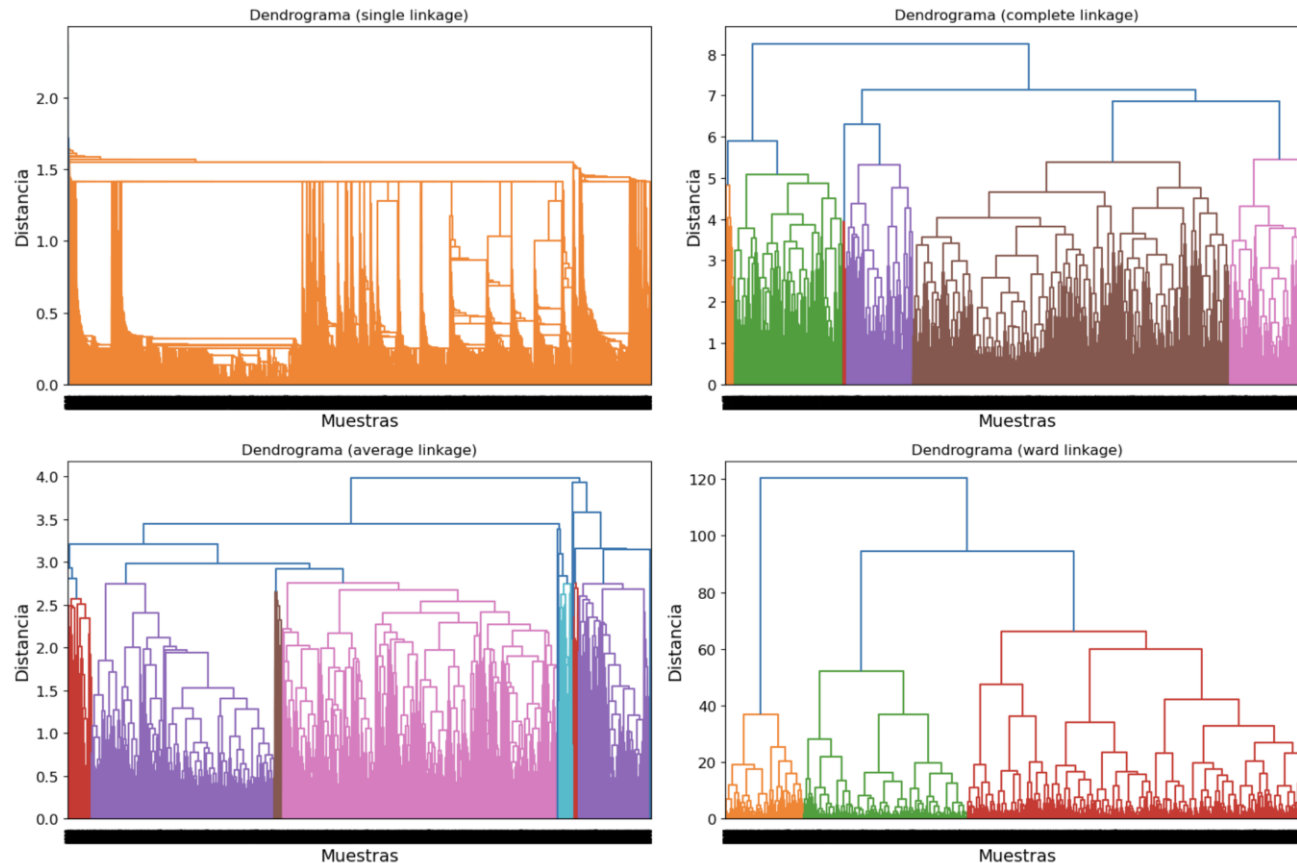 Dendrograma (single linkage)
2.0
1.5
1.0
0.5
0.0
Distancia
Muestras
Dendrograma (complete linkage)
8
7
6
5
4
3
2
1
0
Distancia
Muestras
Dendrograma (average linkage)
4.0
3.5
3.0
2.5
2.0
1.5
1.0
0.5
0.0
Distancia
Muestras
Dendrograma (ward linkage)
120
100
80
60
40
20
0
Distancia
Muestras